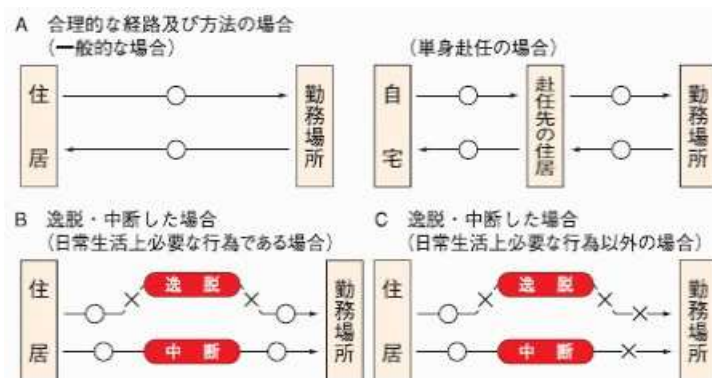 A 合理的な経路及び方法の場合
(一般的な場合)
(単身赴任の場合)
住居
勤務場所
自宅
赴任先の住居
勤務場所
B 逸脱・中断した場合
(日常生活上必要な行為である場合)
C 逸脱・中断した場合
(日常生活上必要な行為以外の場合)
住居
逸脱
中断
勤務場所
住居
逸脱
中断
勤務場所